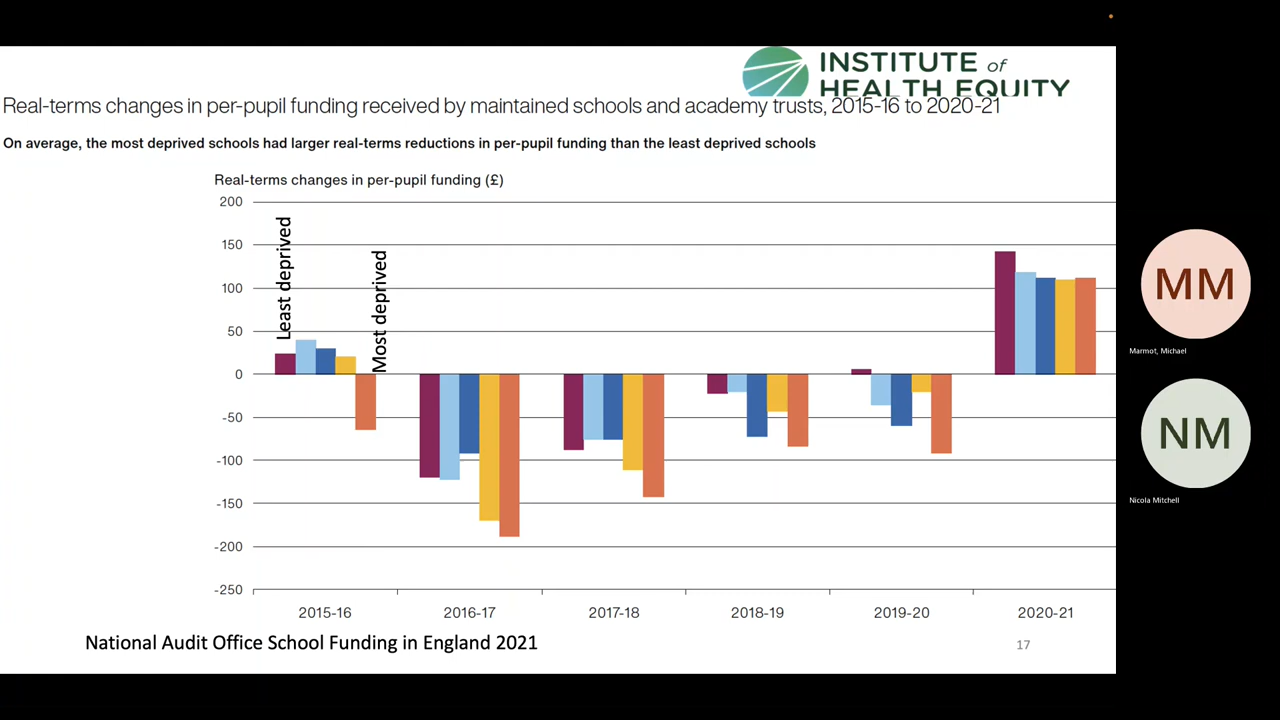 INSTITUTE of
HEALTH EQUITY
Real-terms changes in per-pupil funding received by maintained schools and academy trusts, 2015-16 to 2020-21
On average, the most deprived schools had larger real-terms reductions in per-pupil funding than the least deprived schools
Real-terms changes in per-pupil funding (£)
200
150
100
50
0
-50
-100
-150
-200
-250
Least deprived
Most deprived
2015-16 2016-17 2017-18 2018-19 2019-20 2020-21
National Audit Office School Funding in England 2021
17
MM
Marmot, Michael
NM
Nicola Mitchell